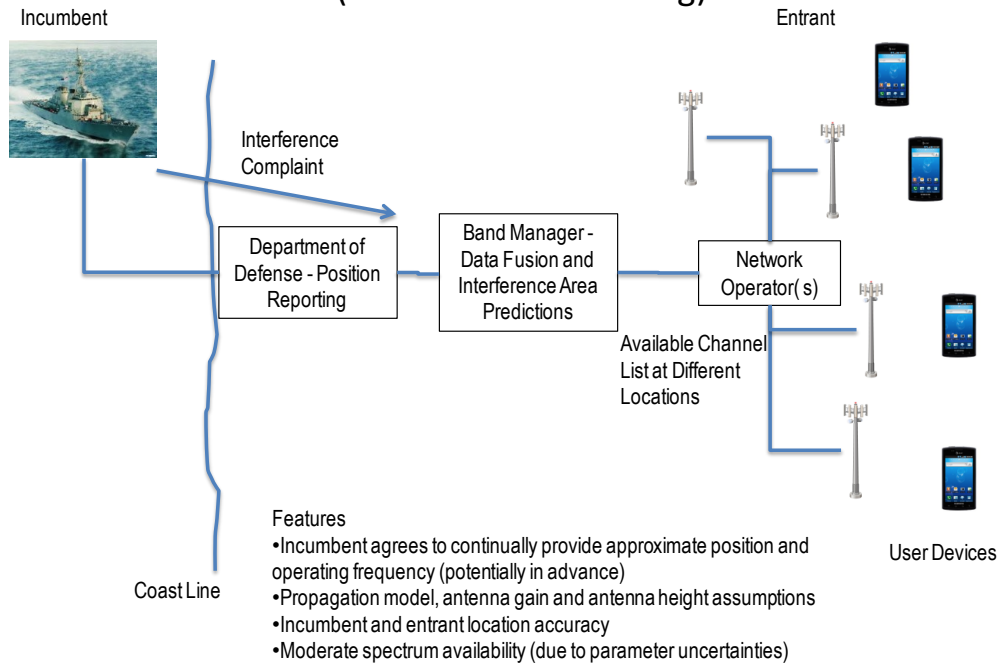 Incumbent
Entrant
Interference
Complaint
Department of
Defense - Position
Reporting
Band Manager -
Data Fusion and
Interference Area
Predictions
Network
Operator( s)
Available Channel
List at Different
Locations
User Devices
Coast Line
Features
•Incumbent agrees to continually provide approximate position and
operating frequency (potentially in advance)
•Propagation model, antenna gain and antenna height assumptions
•Incumbent and entrant location accuracy
•Moderate spectrum availability (due to parameter uncertainties)